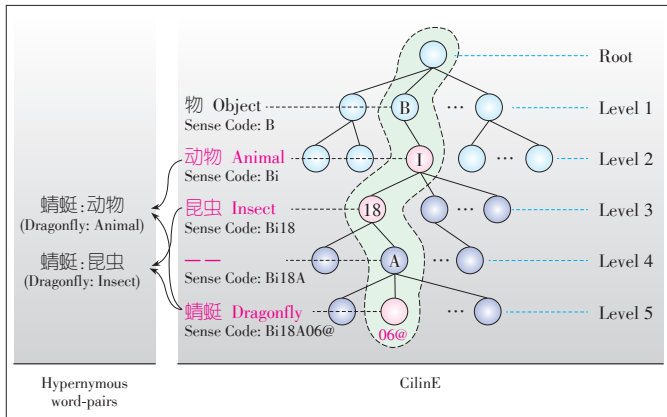 Root
物 Object
Sense Code: B
B
...
Level 1
动物 Animal
Sense Code: Bi
I
...
Level 2
昆虫 Insect
Sense Code: Bi18
18
...
Level 3
— —
Sense Code: Bi18A
A
...
Level 4
蜻蜓 Dragonfly
Sense Code: Bi18A06@
06@
...
Level 5
蜻蜓:动物
(Dragonfly: Animal)
蜻蜓:昆虫
(Dragonfly: Insect)
Hypernymous
word-pairs
CilinE